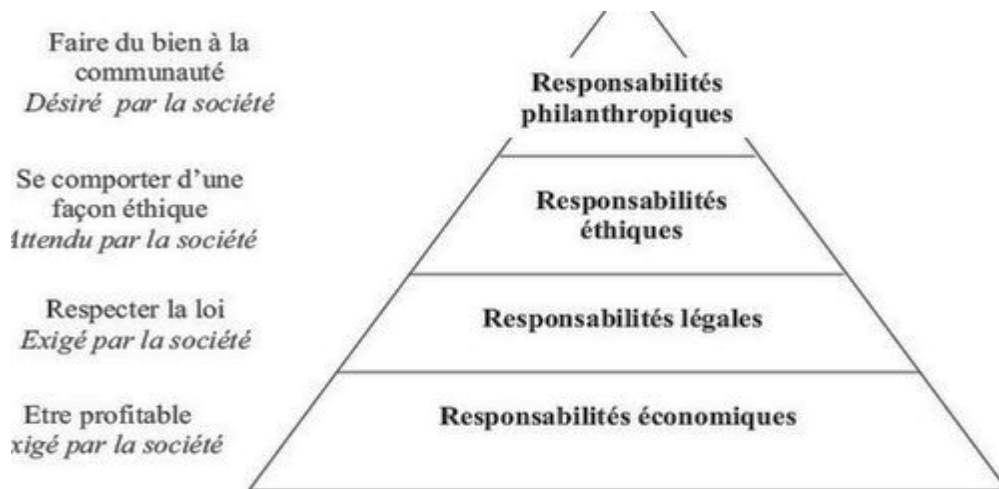 Faire du bien à la
communauté
Désiré par la société
Responsabilités
philanthropiques
Se comporter d'une
façon éthique
Attendu par la société
Responsabilités
éthiques
Respecter la loi
Exigé par la société
Responsabilités légales
Etre profitable
xigé par la société
Responsabilités économiques